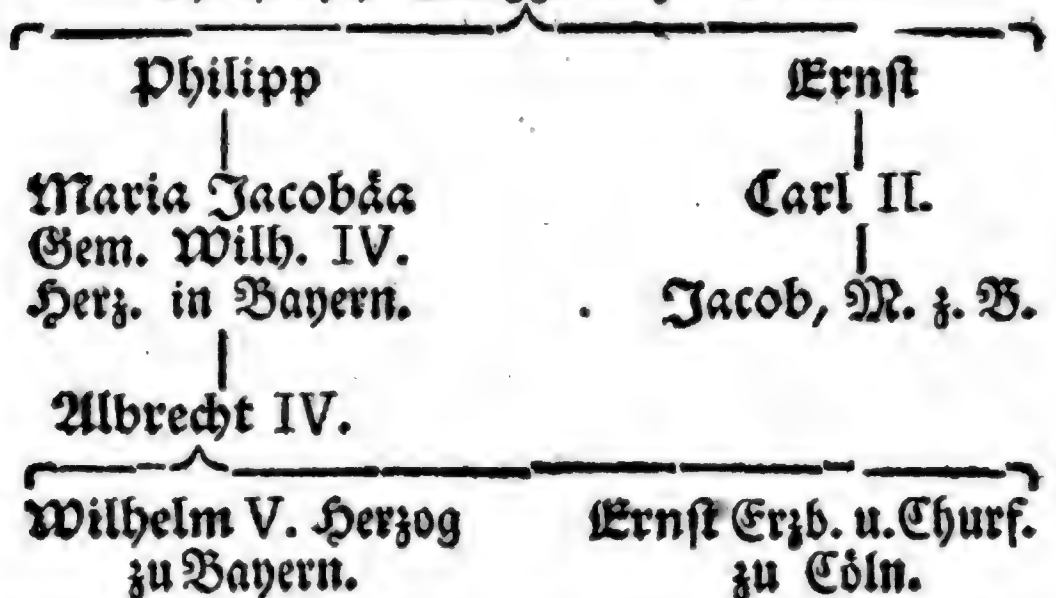 Philipp
Ernst
Maria Jacobäa
Gem. Wilh. IV.
Herz. in Bayern.
Carl II.
Jacob, M. z. B.
Albrecht IV.
Wilhelm V. Herzog
zu Bayern.
Ernst Erzb. u. Churf.
zu Cöln.